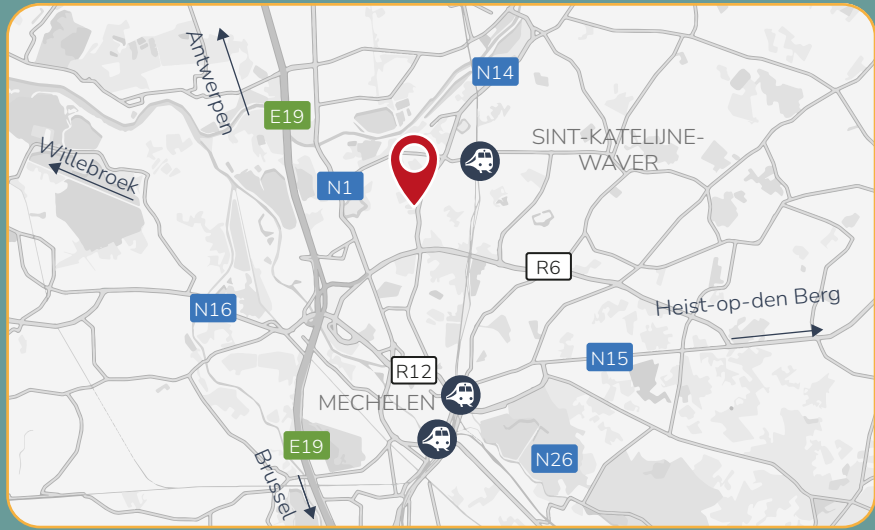 Antwerpen
N14
E19
SINT-KATELIJNE-
WAVER
Willebroek
N1
R6
Heist-op-den Berg
N16
N15
R12
MECHELEN
E19
N26
Brussel